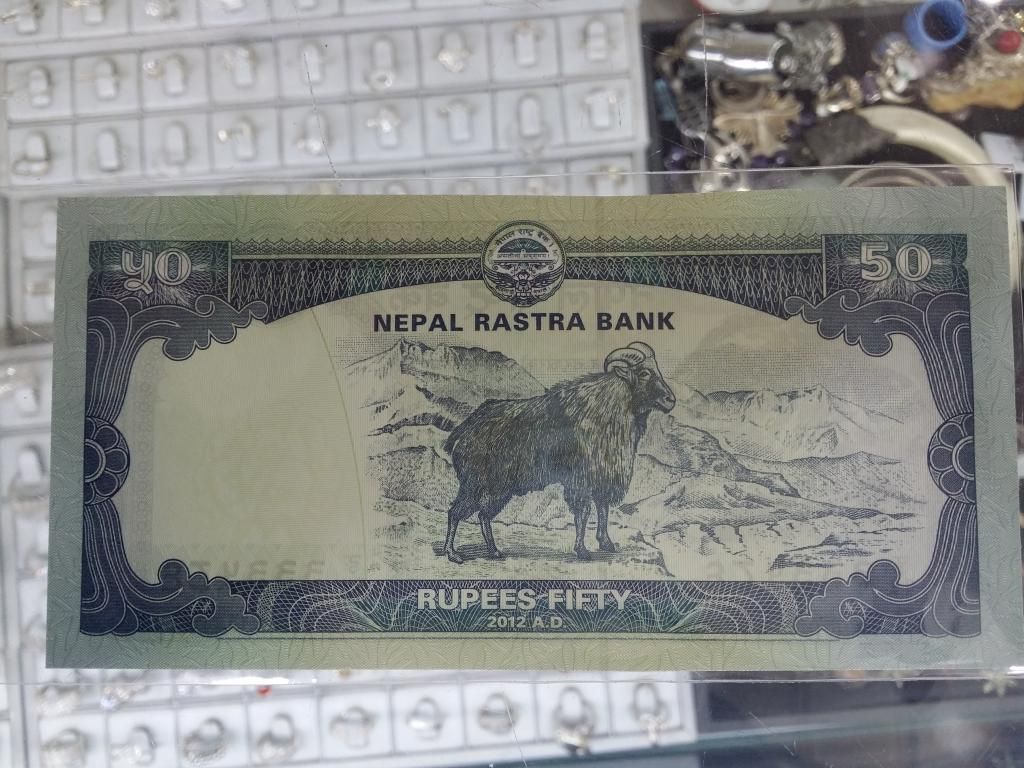 ५० नेपाल राष्ट्र बैंक 50
NEPAL RASTRA BANK
RUPEES FIFTY
2012 A.D.